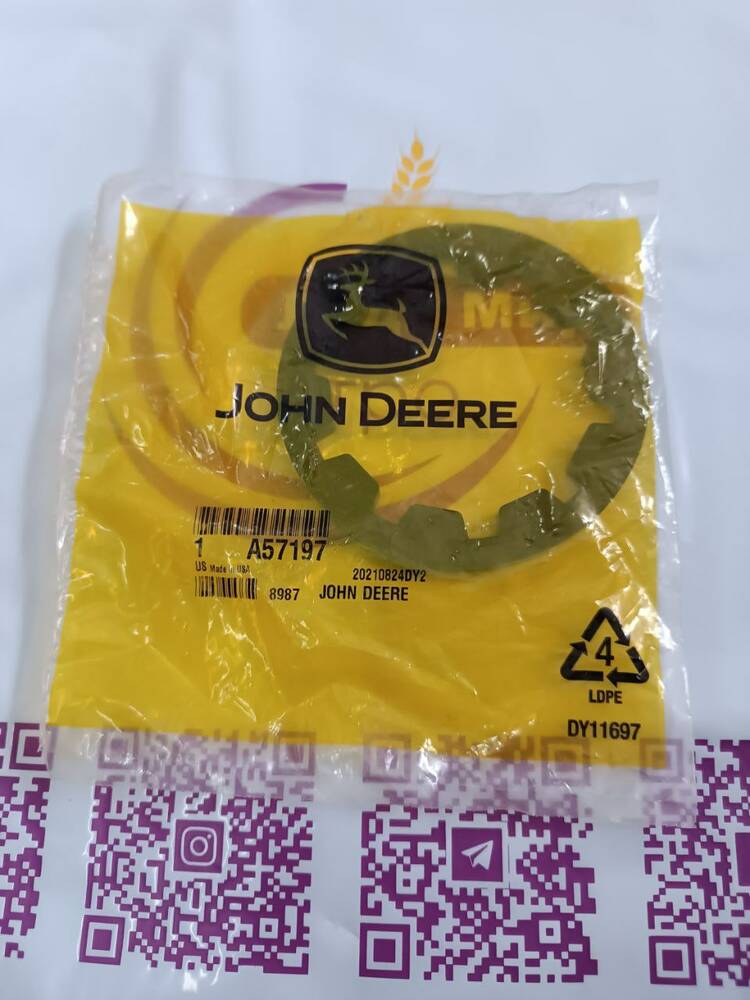 JOHN DEERE
1 A57197
US Made in USA
20210824DY2
8987 JOHN DEERE
4
LDPE
DY11697